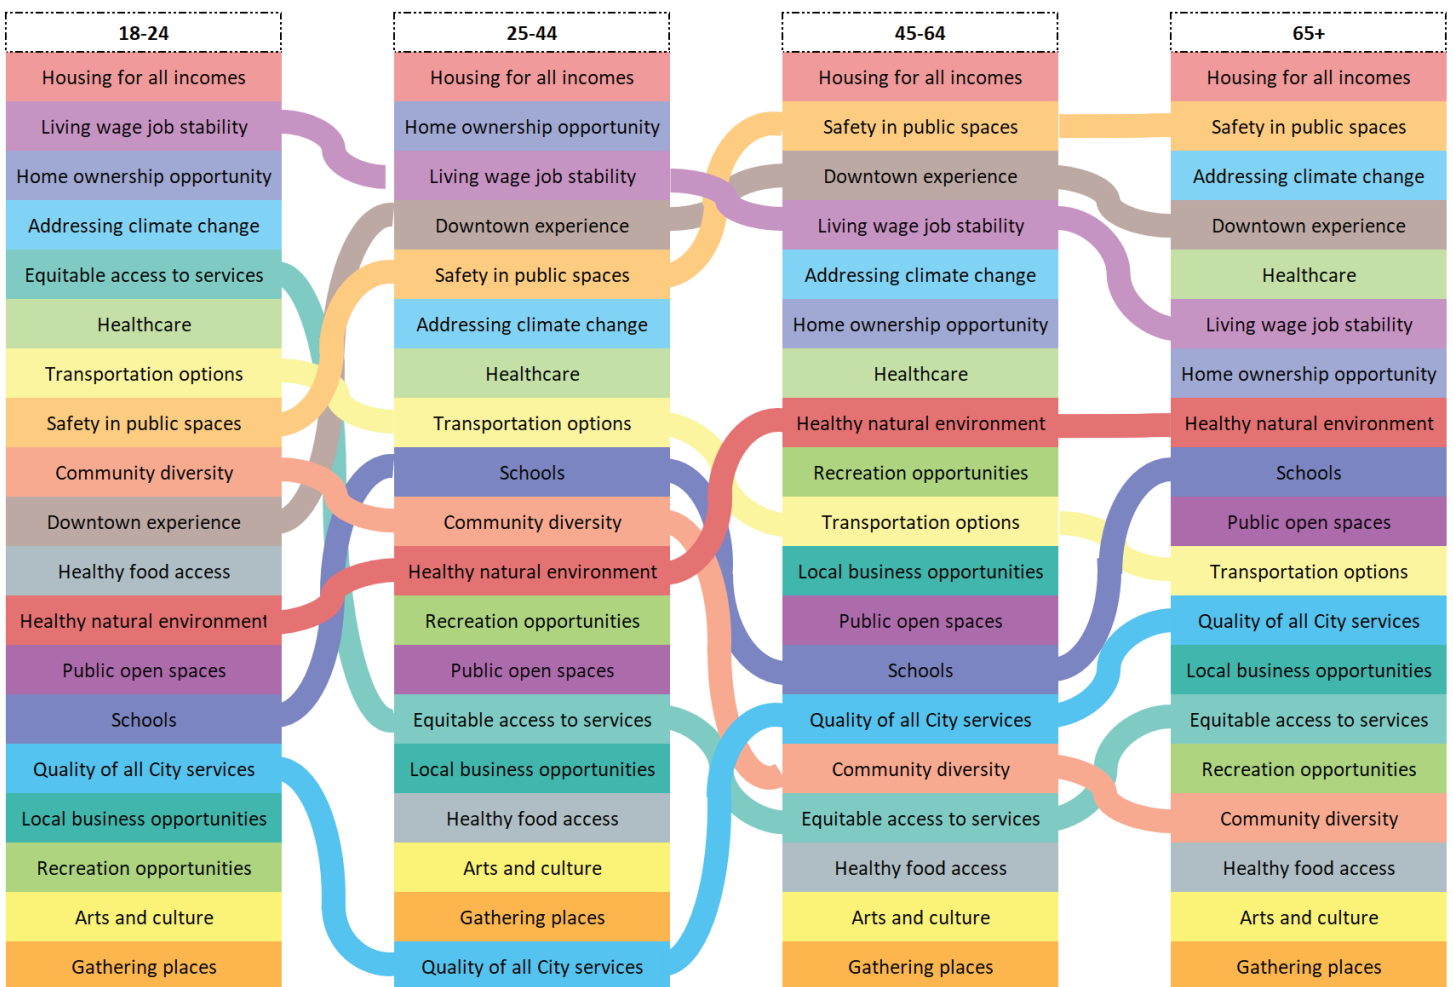 18-24
Housing for all incomes
Living wage job stability
Home ownership opportunity
Addressing climate change
Equitable access to services
Healthcare
Transportation options
Safety in public spaces
Community diversity
Downtown experience
Healthy food access
Healthy natural environment
Public open spaces
Schools
Quality of all City services
Local business opportunities
Recreation opportunities
Arts and culture
Gathering places
25-44
Housing for all incomes
Home ownership opportunity
Living wage job stability
Downtown experience
Safety in public spaces
Addressing climate change
Healthcare
Transportation options
Schools
Community diversity
Healthy natural environment
Recreation opportunities
Public open spaces
Equitable access to services
Local business opportunities
Healthy food access
Arts and culture
Gathering places
Quality of all City services
45-64
Housing for all incomes
Safety in public spaces
Downtown experience
Living wage job stability
Addressing climate change
Home ownership opportunity
Healthcare
Healthy natural environment
Recreation opportunities
Transportation options
Local business opportunities
Public open spaces
Schools
Quality of all City services
Community diversity
Equitable access to services
Healthy food access
Arts and culture
Gathering places
65+
Housing for all incomes
Safety in public spaces
Addressing climate change
Downtown experience
Healthcare
Living wage job stability
Home ownership opportunity
Healthy natural environment
Schools
Public open spaces
Transportation options
Quality of all City services
Local business opportunities
Equitable access to services
Recreation opportunities
Community diversity
Healthy food access
Arts and culture
Gathering places